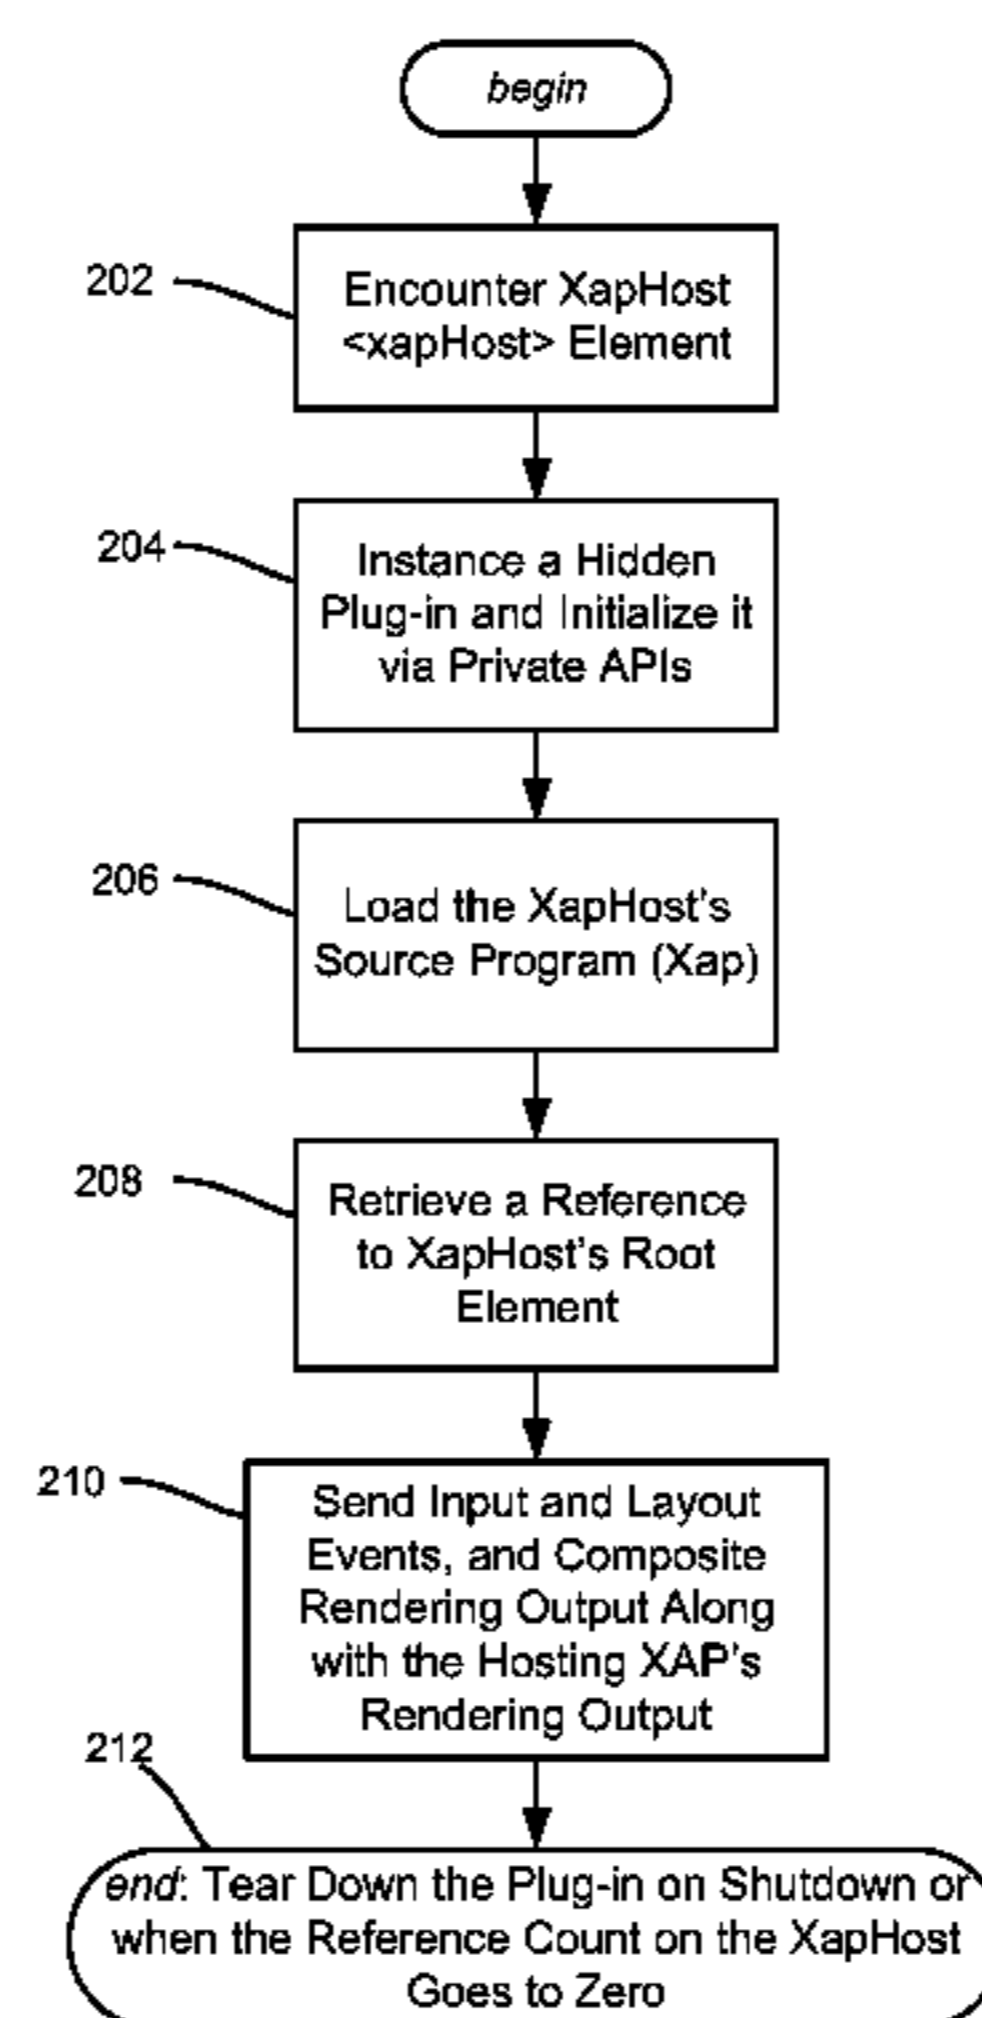 begin
202
Encounter XapHost
<xapHost> Element
204
Instance a Hidden
Plug-in and Initialize it
via Private APIs
206
Load the XapHost's
Source Program (Xap)
208
Retrieve a Reference
to XapHost's Root
Element
210
Send Input and Layout
Events, and Composite
Rendering Output Along
with the Hosting XAP's
Rendering Output
212
end: Tear Down the Plug-in on Shutdown or
when the Reference Count on the XapHost
Goes to Zero